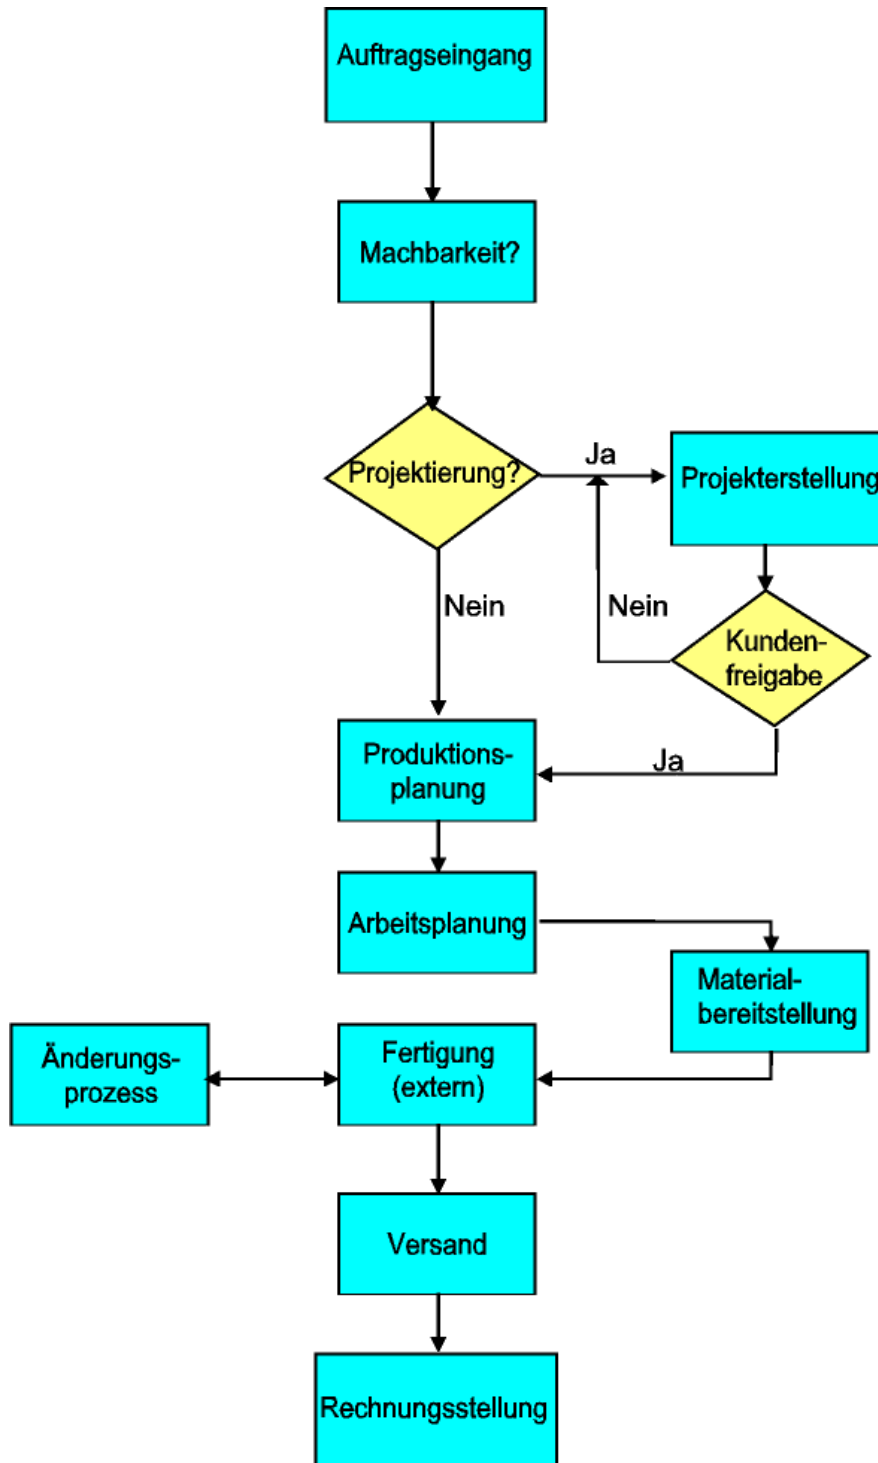 Auftragseingang
Machbarkeit?
Projektierung?
Ja
Projekterstellung
Nein
Nein
Kunden-
freigabe
Produktions-
planung
Ja
Arbeitsplanung
Material-
bereitstellung
Änderungs-
prozess
Fertigung
(extern)
Versand
Rechnungsstellung